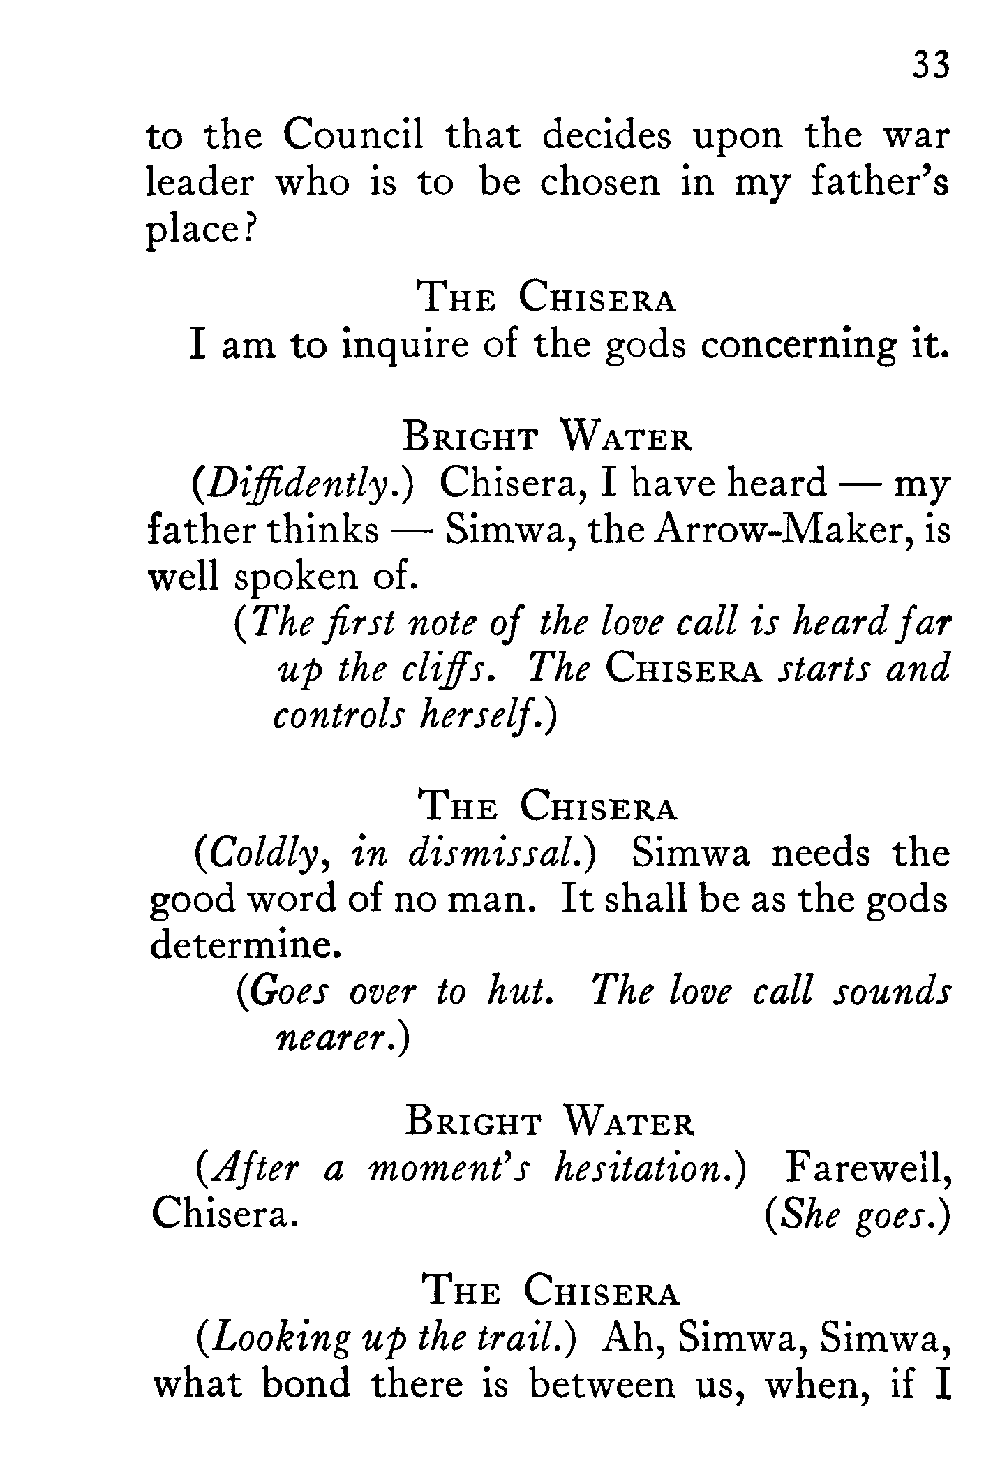 33
to the Council that decides upon the war
leader who is to be chosen in my father's
place?
The Chisera
I am to inquire of the gods concerning it.
Bright Water
(Diffidently.) Chisera, I have heard — my
father thinks — Simwa, the Arrow-Maker, is
well spoken of.
(The first note of the love call is heard far
up the cliffs. The Chisera starts and
controls herself.)
The Chisera
(Coldly, in dismissal.) Simwa needs the
good word of no man. It shall be as the gods
determine.
(Goes over to hut. The love call sounds
nearer.)
Bright Water
(After a moment's hesitation.) Farewell,
Chisera. (She goes.)
The Chisera
(Looking up the trail.) Ah, Simwa, Simwa,
what bond there is between us, when, if I